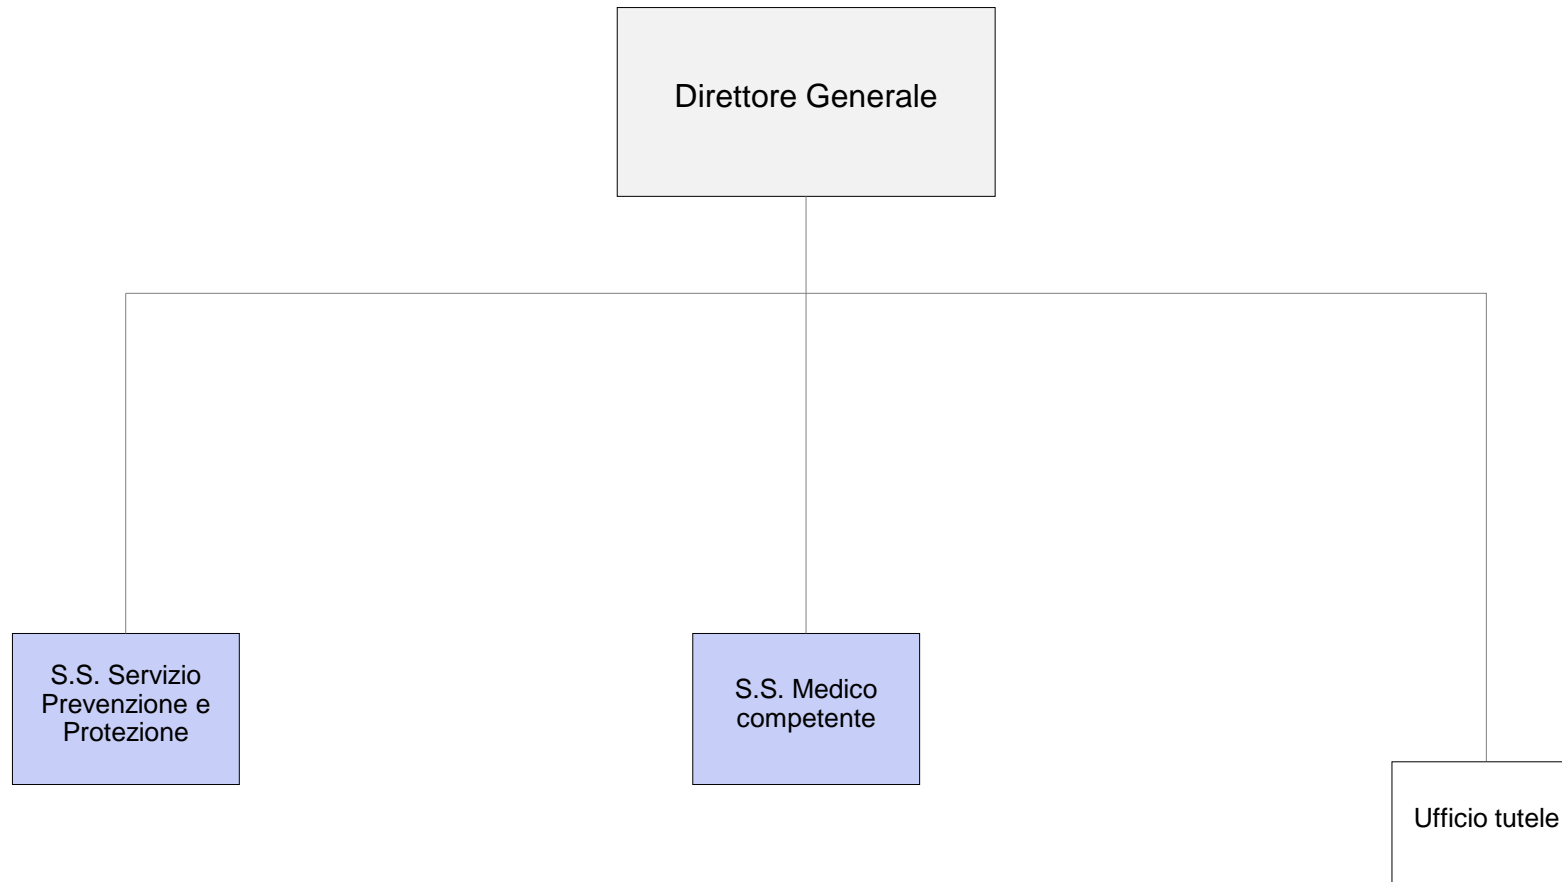 Direttore Generale
S.S. Servizio
Prevenzione e
Protezione
S.S. Medico
competente
Ufficio tutele